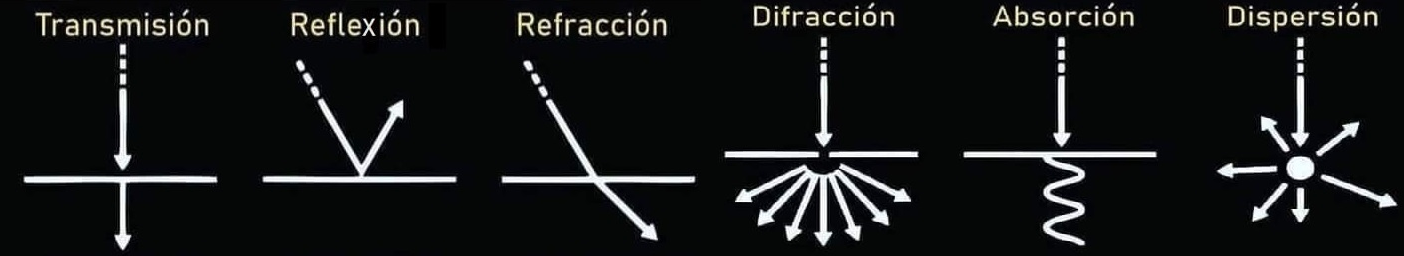 Transmisión
Reflexión
Refracción
Difracción
Absorción
Dispersión